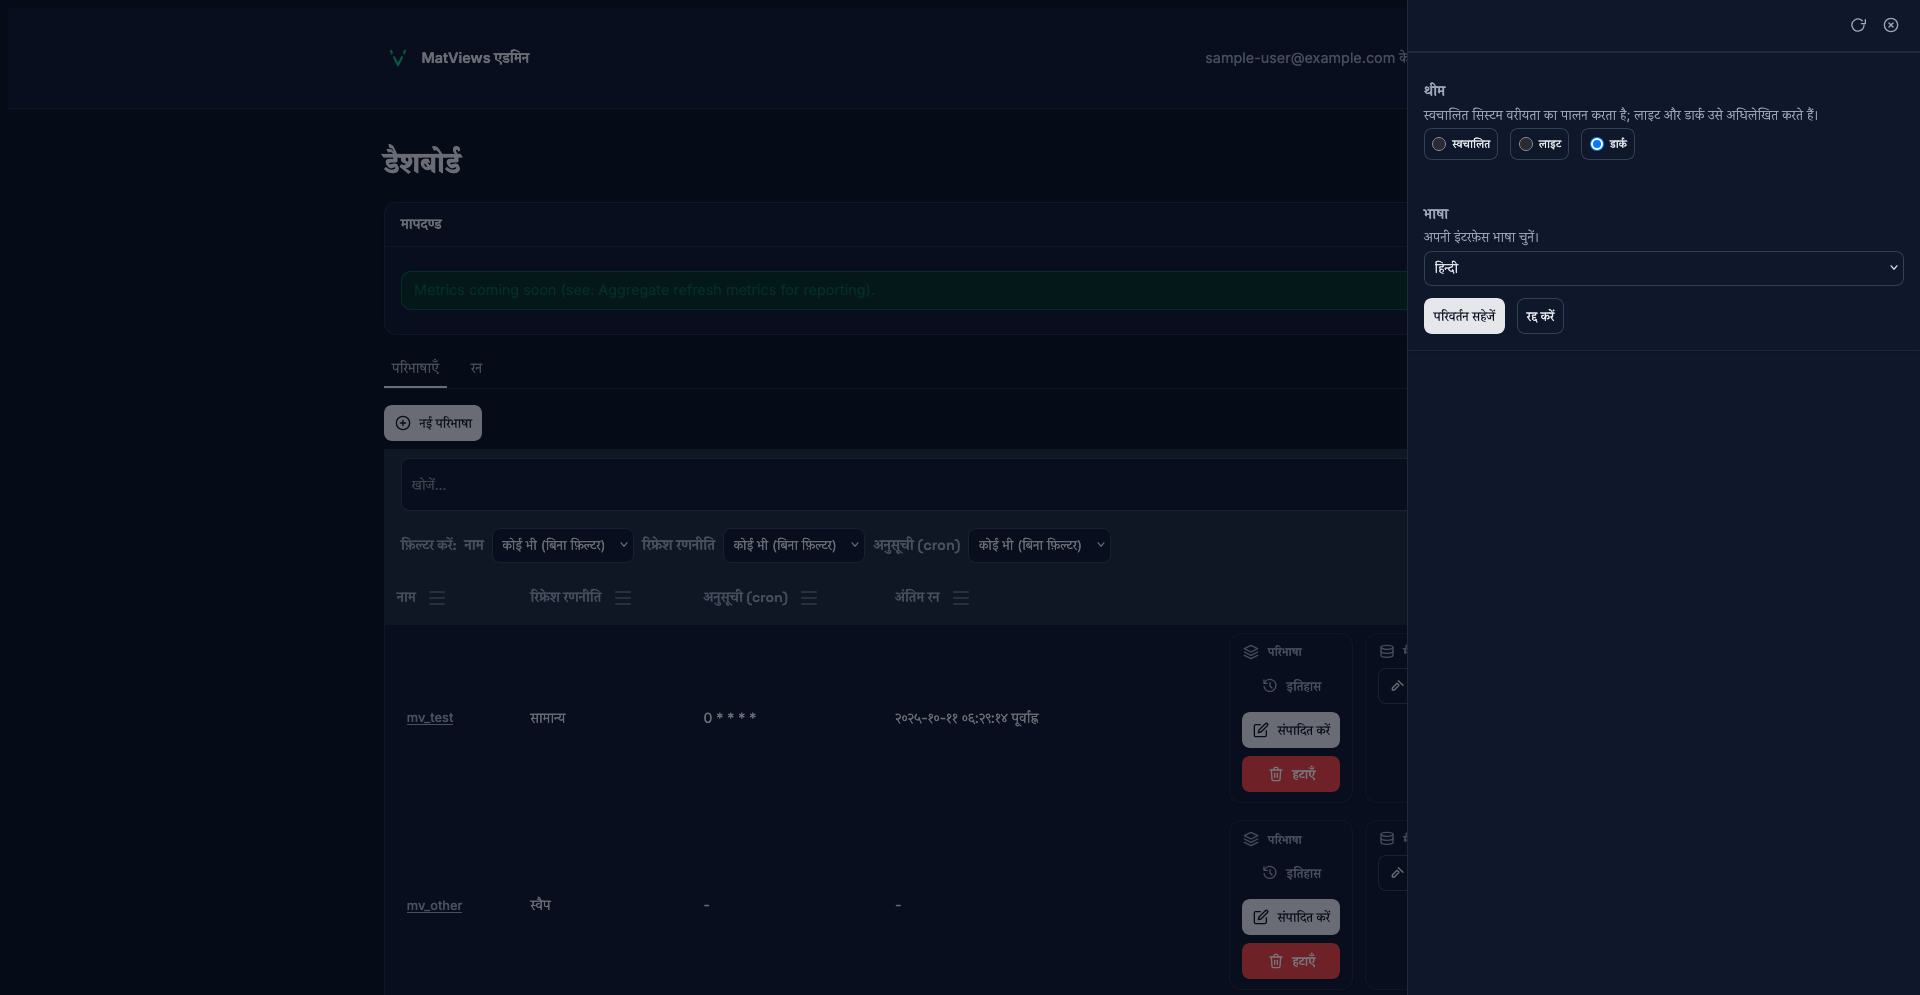 MatViews एडमिन
sample-user@example.com के
डैशबोर्ड
मापदण्ड
Metrics coming soon (see: Aggregate refresh metrics for reporting).
परिभाषाएँ रन
नई परिभाषा
खोजें...
फ़िल्टर करें: नाम कोई भी (बिना फ़िल्टर) रिफ्रेश रणनीति कोई भी (बिना फ़िल्टर) अनुसूची (cron) कोई भी (बिना फ़िल्टर)
नाम रिफ्रेश रणनीति अनुसूची (cron) अंतिम रन
परिभाषा
इतिहास
mv_test सामान्य 0 * * * * २०२५-१०-११ ०६:२९:१४ पूर्वाह्न
संपादित करें
हटाएँ
परिभाषा
इतिहास
mv_other स्वैप - -
संपादित करें
हटाएँ
थीम
स्वचालित सिस्टम वरीयता का पालन करता है; लाइट और डार्क उसे अधिलेखित करते हैं।
स्वचालित लाइट डार्क
भाषा
अपनी इंटरफ़ेस भाषा चुनें।
हिन्दी
परिवर्तन सहेजें रद्द करें